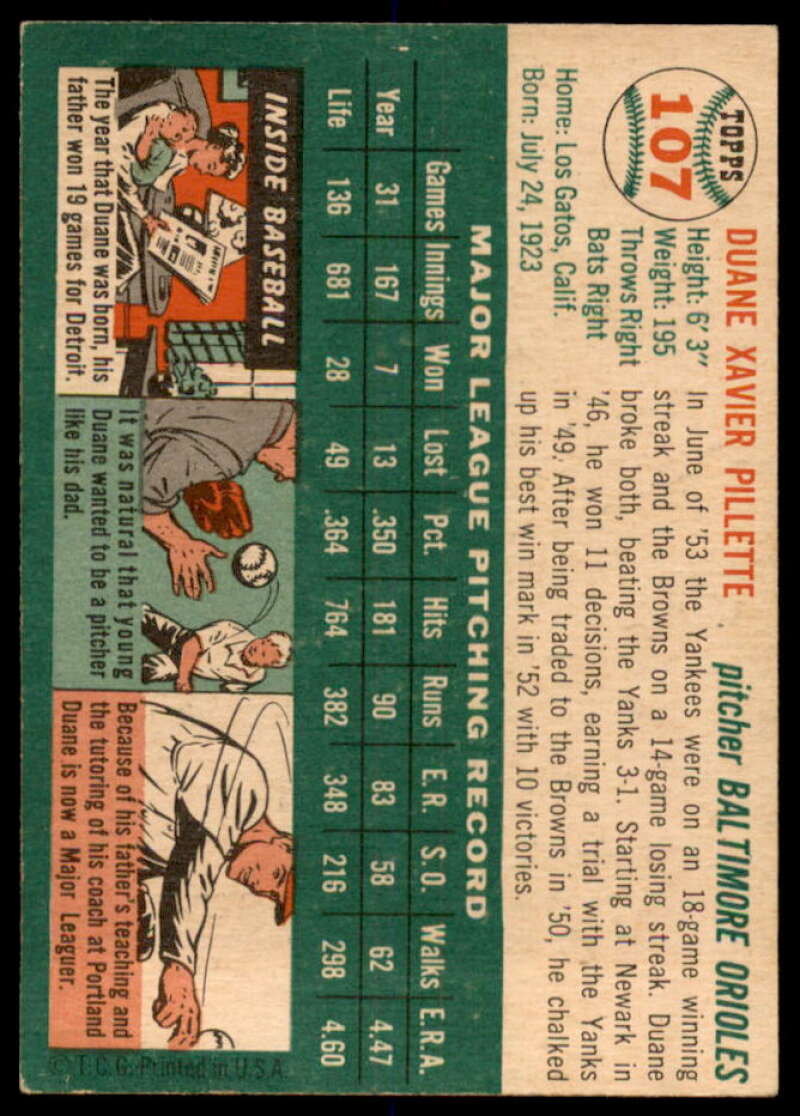 TOPPS
107
DUANE XAVIER PILLETTE
pitcher BALTIMORE ORIOLES
Height: 6' 3"
Weight: 195
Throws Right
Bats Right
Home: Los Gatos, Calif.
Born: July 24, 1923
In June of '53 the Yankees were on an 18-game winning
streak and the Browns on a 14-game losing streak. Duane
broke both, beating the Yanks 3-1. Starting at Newark in
'46, he won 11 decisions, earning a trial with the Yanks
in '49. After being traded to the Browns in '50, he chalked
up his best win mark in '52 with 10 victories.
MAJOR LEAGUE PITCHING RECORD
Games Innings Won Lost Pct. Hits Runs E.R. S.O. Walks E.R.A.
Year 31 167 7 13 .350 181 90 83 58 62 4.47
Life 136 681 28 49 .364 764 382 348 216 298 4.60
INSIDE BASEBALL
The year that Duane was born, his
father won 19 games for Detroit.
It was natural that young
Duane wanted to be a pitcher
like his dad.
Because of his father's teaching and
the tutoring of his coach at Portland
Duane is now a Major Leaguer.
© T.C.G. Printed in U.S.A.